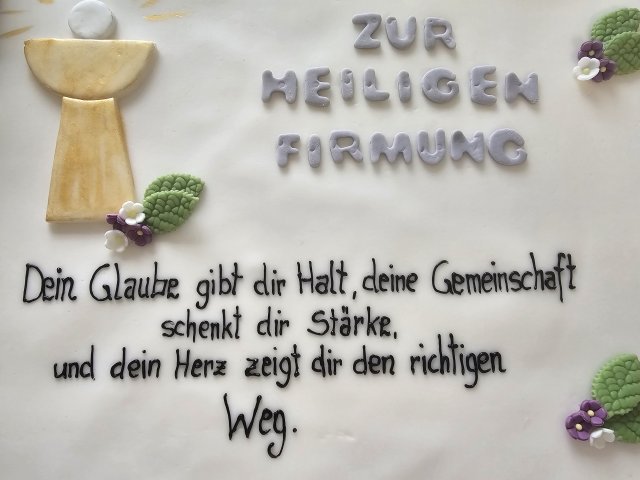 ZUR
HEILIGEN
FIRMUNG
Dein Glaube gibt dir Halt, deine Gemeinschaft
schenkt dir Stärke,
und dein Herz zeigt dir den richtigen
Weg.